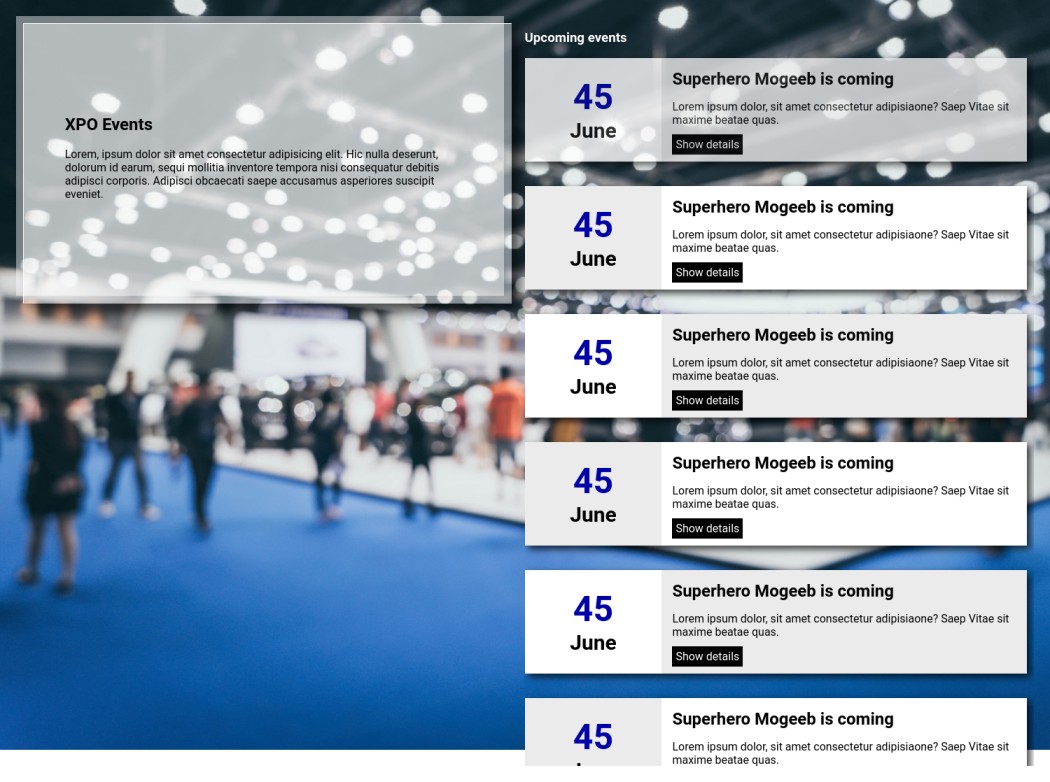 XPO Events
Lorem, ipsum dolor sit amet consectetur adipisicing elit. Hic nulla deserunt,
dolorum id earum, sequi mollitia inventore tempora nisi consequatur debitis
adipisci corporis. Adipisci obcaecati saepe accusamus asperiores suscipit
eveniet.
Upcoming events
45
June
Superhero Mogeeb is coming
Lorem ipsum dolor, sit amet consectetur adipisiaone? Saep Vitae sit
maxime beatae quas.
Show details
45
June
Superhero Mogeeb is coming
Lorem ipsum dolor, sit amet consectetur adipisiaone? Saep Vitae sit
maxime beatae quas.
Show details
45
June
Superhero Mogeeb is coming
Lorem ipsum dolor, sit amet consectetur adipisiaone? Saep Vitae sit
maxime beatae quas.
Show details
45
June
Superhero Mogeeb is coming
Lorem ipsum dolor, sit amet consectetur adipisiaone? Saep Vitae sit
maxime beatae quas.
Show details
45
June
Superhero Mogeeb is coming
Lorem ipsum dolor, sit amet consectetur adipisiaone? Saep Vitae sit
maxime beatae quas.
Show details
45
Superhero Mogeeb is coming
Lorem ipsum dolor, sit amet consectetur adipisiaone? Saep Vitae sit
maxime beatae quas.